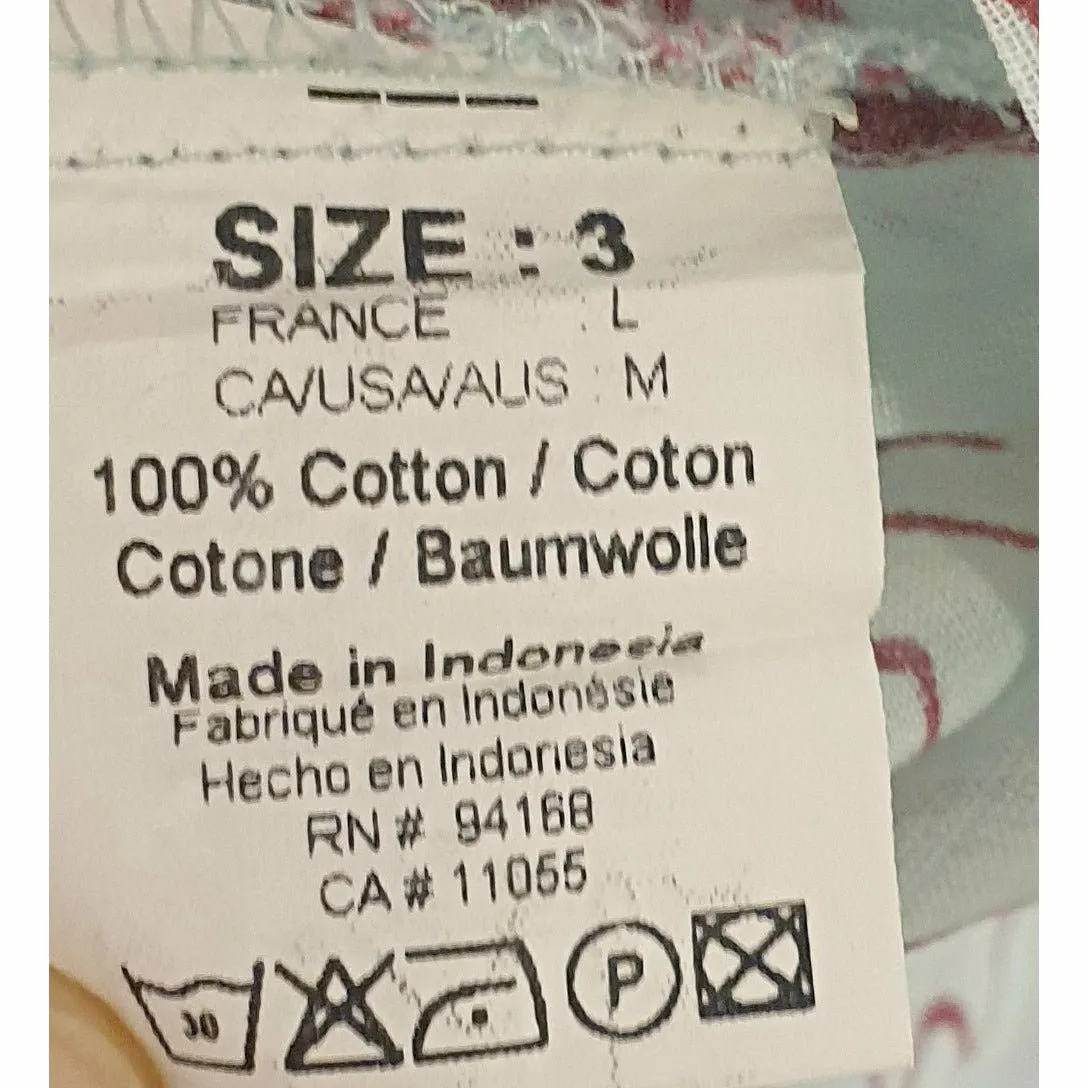 SIZE : 3
FRANCE : L
CA/USA/AUS : M
100% Cotton / Coton
Cotone / Baumwolle
Made in Indonesia
Fabriqué en Indonésie
Hecho en Indonesia
RN # 94168
CA # 11055
30
P